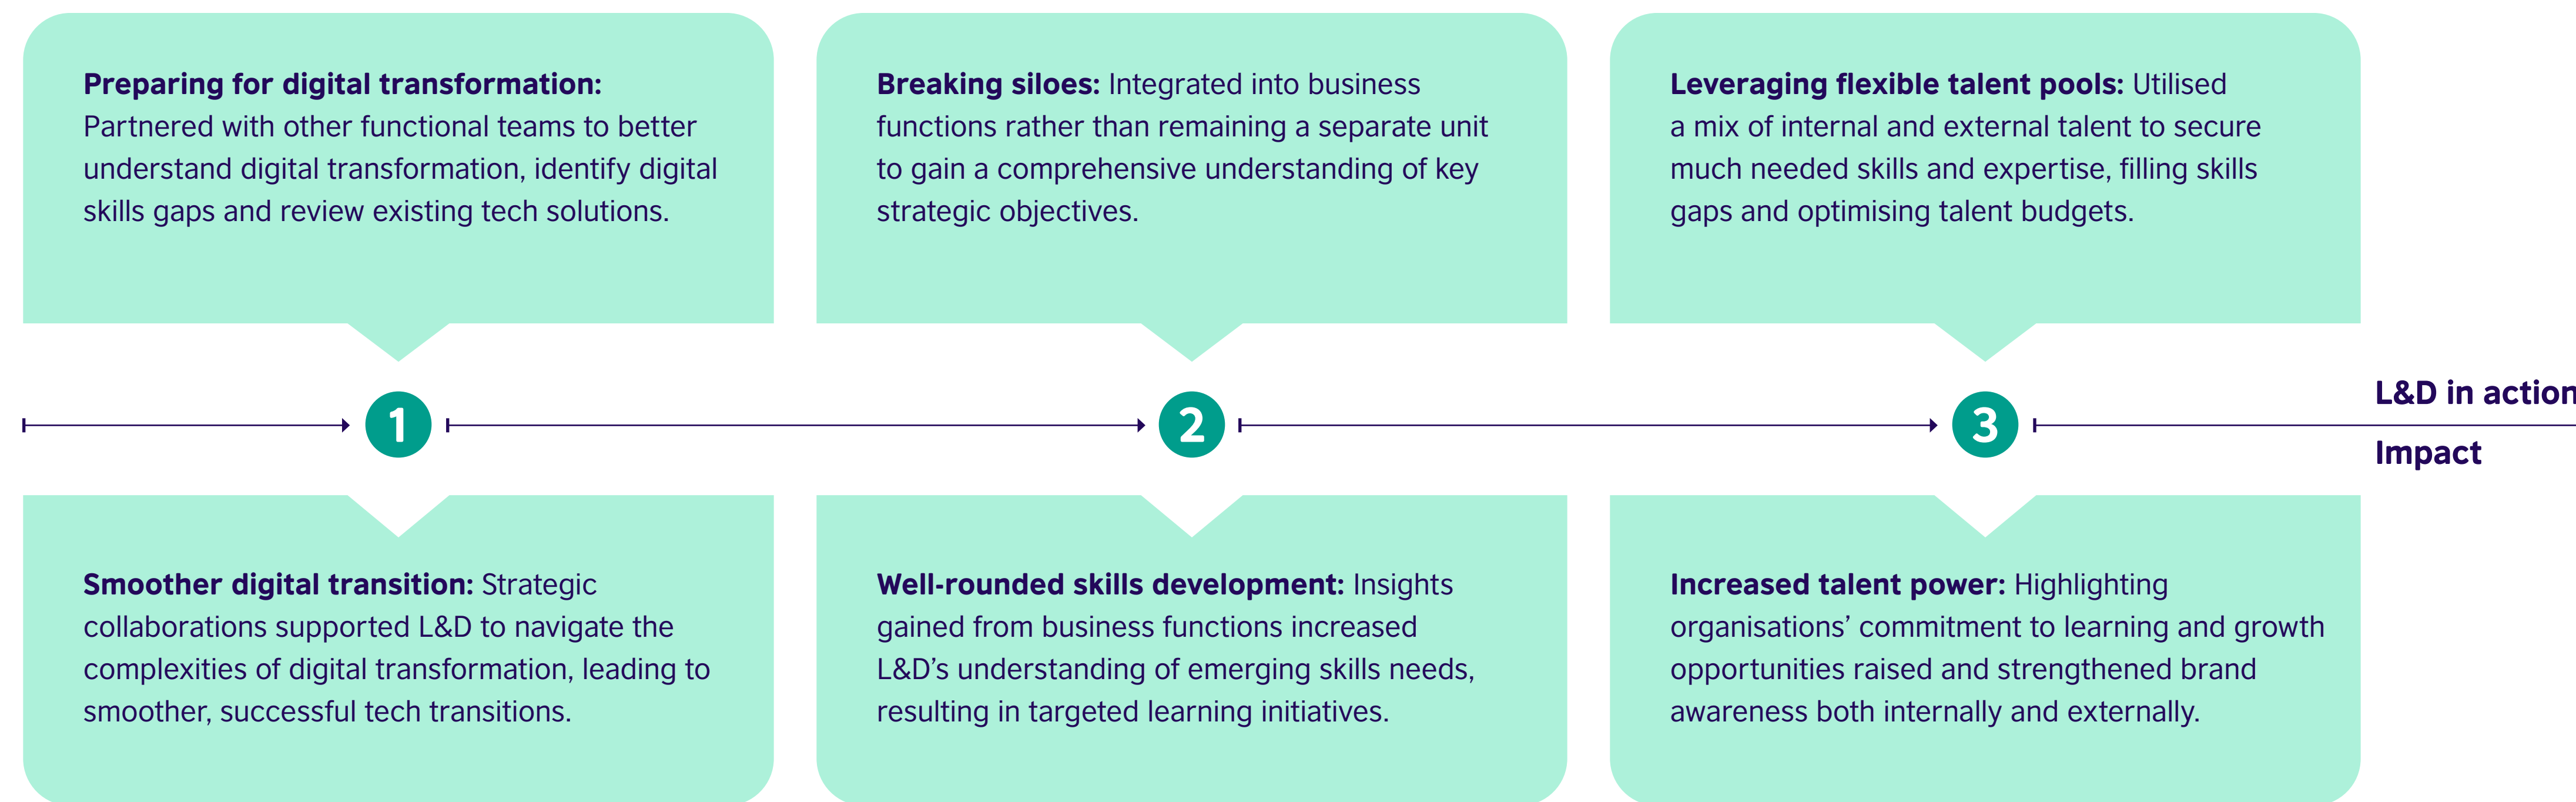 Preparing for digital transformation:
Partnered with other functional teams to better
understand digital transformation, identify digital
skills gaps and review existing tech solutions.
Breaking siloes: Integrated into business
functions rather than remaining a separate unit
to gain a comprehensive understanding of key
strategic objectives.
Leveraging flexible talent pools: Utilised
a mix of internal and external talent to secure
much needed skills and expertise, filling skills
gaps and optimising talent budgets.
1
2
3
L&D in action
Impact
Smoother digital transition: Strategic
collaborations supported L&D to navigate the
complexities of digital transformation, leading to
smoother, successful tech transitions.
Well-rounded skills development: Insights
gained from business functions increased
L&D’s understanding of emerging skills needs,
resulting in targeted learning initiatives.
Increased talent power: Highlighting
organisations’ commitment to learning and growth
opportunities raised and strengthened brand
awareness both internally and externally.